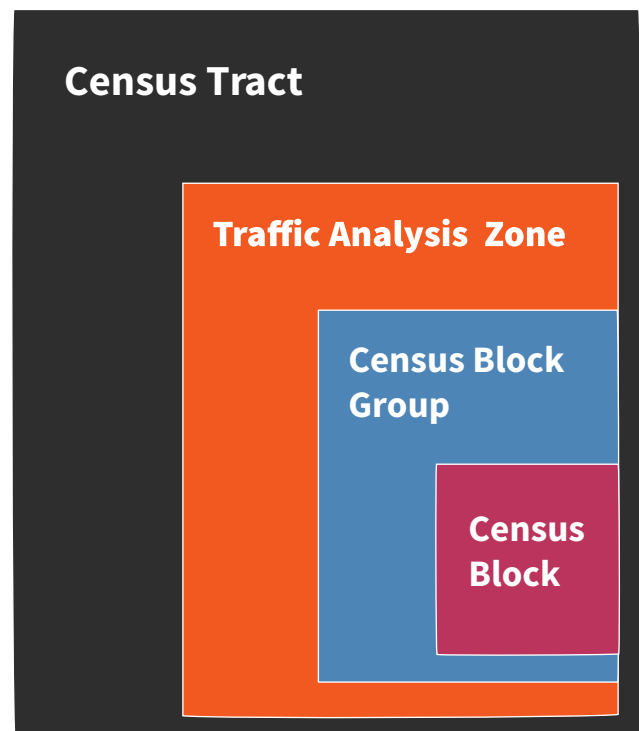 Census Tract
Traffic Analysis  Zone
Census Block
Group
Census
Block